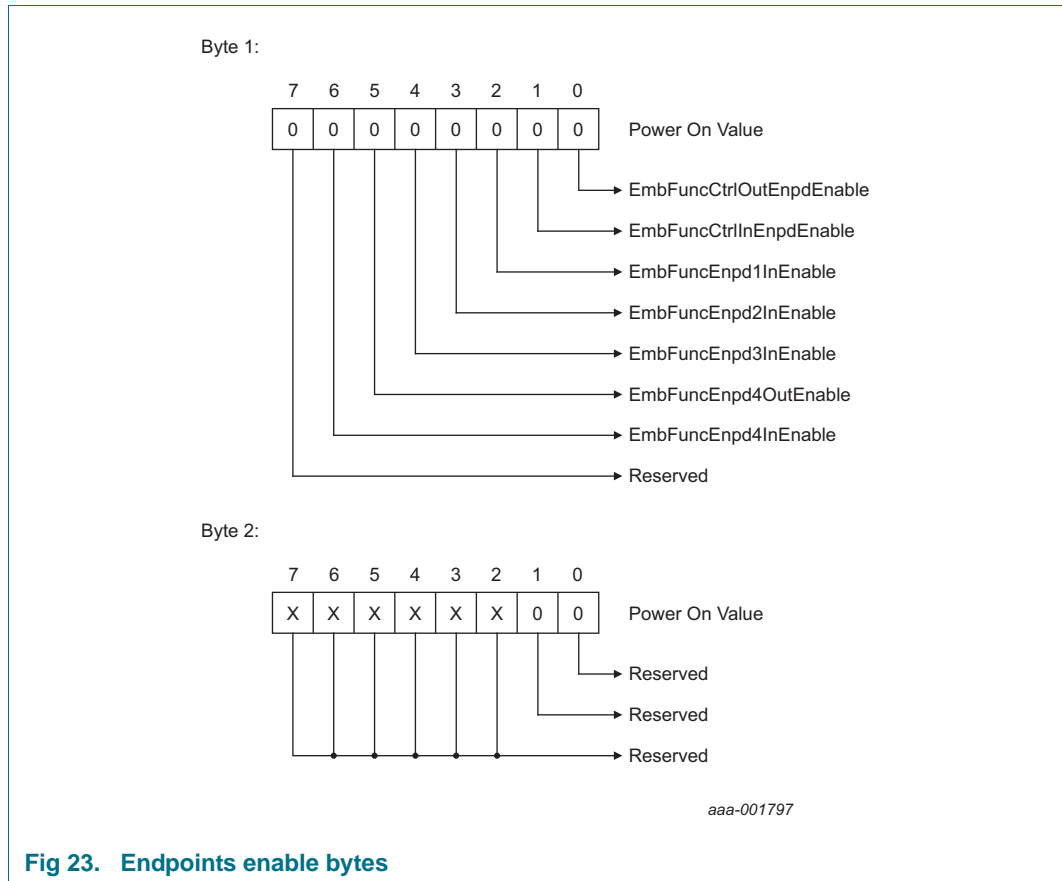 Byte 1:
7 6 5 4 3 2 1 0
0 0 0 0 0 0 0 0 Power On Value
EmbFuncCtrlOutEnpdEnable
EmbFuncCtrlInEnpdEnable
EmbFuncEnpd1InEnable
EmbFuncEnpd2InEnable
EmbFuncEnpd3InEnable
EmbFuncEnpd4OutEnable
EmbFuncEnpd4InEnable
Reserved
Byte 2:
7 6 5 4 3 2 1 0
X X X X X X 0 0 Power On Value
Reserved
Reserved
Reserved
aaa-001797
Fig 23. Endpoints enable bytes